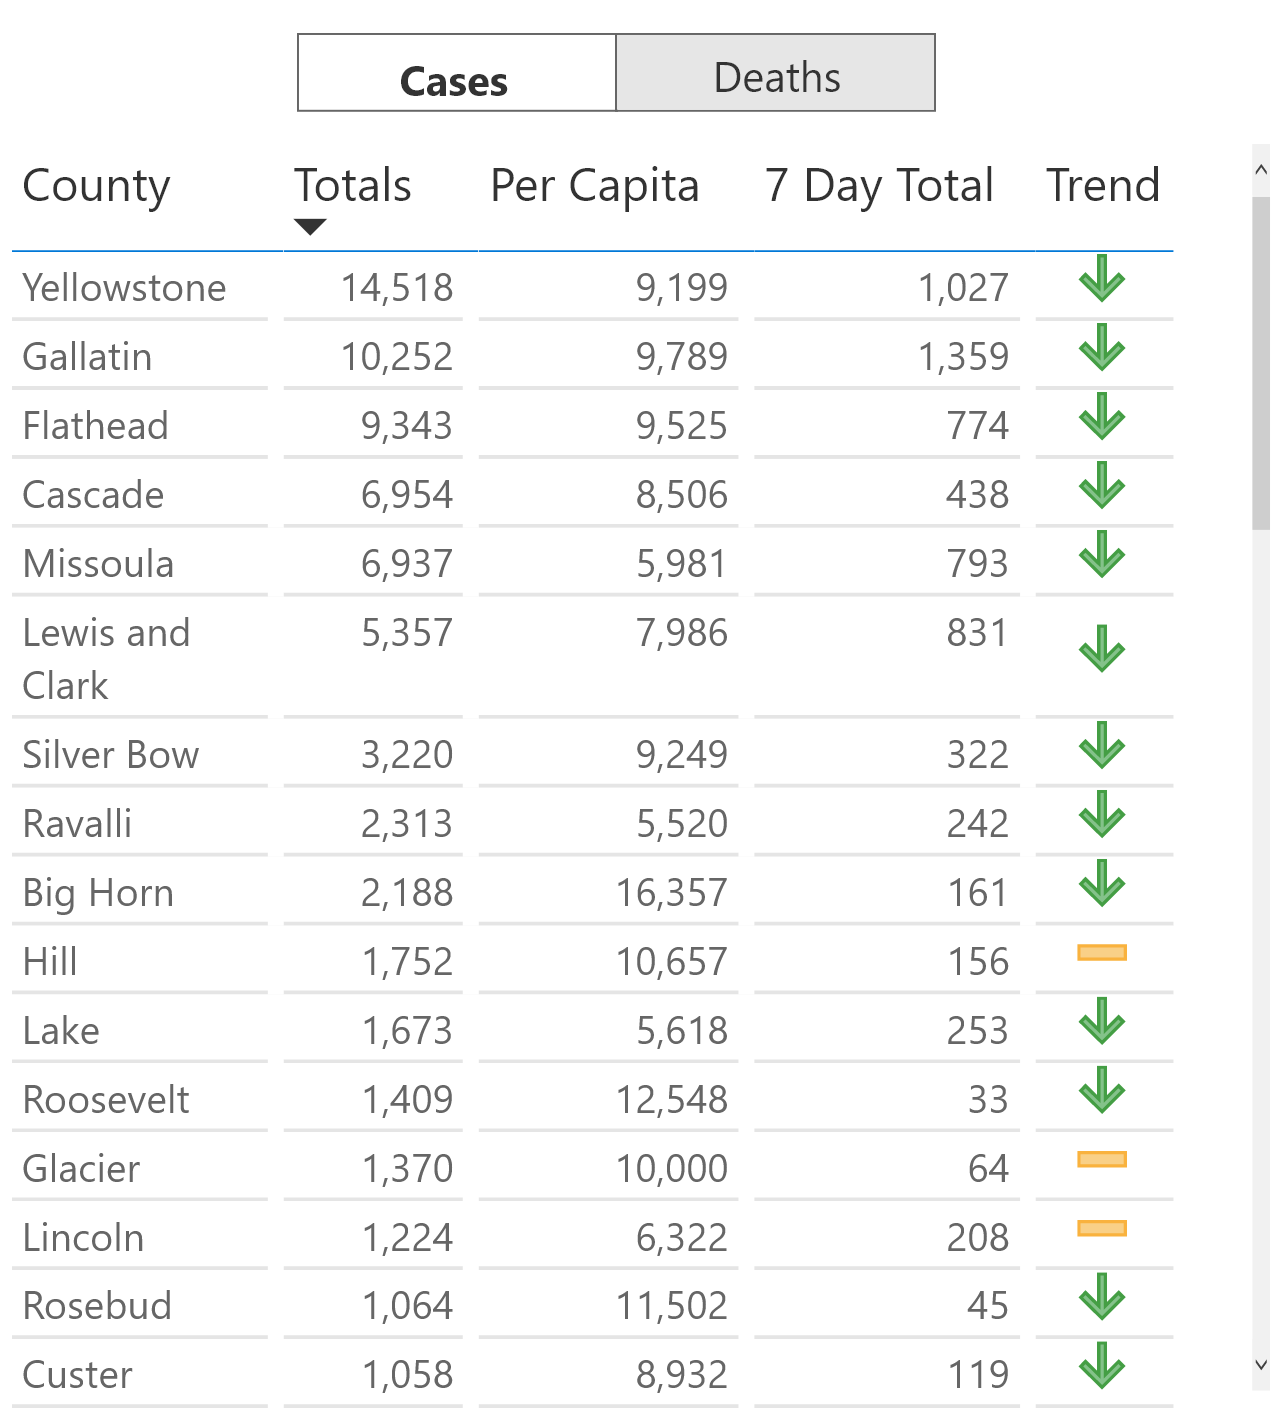 Cases Deaths
County Totals Per Capita 7 Day Total Trend
Yellowstone 14,518 9,199 1,027
Gallatin 10,252 9,789 1,359
Flathead 9,343 9,525 774
Cascade 6,954 8,506 438
Missoula 6,937 5,981 793
Lewis and 5,357 7,986 831
Clark
Silver Bow 3,220 9,249 322
Ravalli 2,313 5,520 242
Big Horn 2,188 16,357 161
Hill 1,752 10,657 156
Lake 1,673 5,618 253
Roosevelt 1,409 12,548 33
Glacier 1,370 10,000 64
Lincoln 1,224 6,322 208
Rosebud 1,064 11,502 45
Custer 1,058 8,932 119